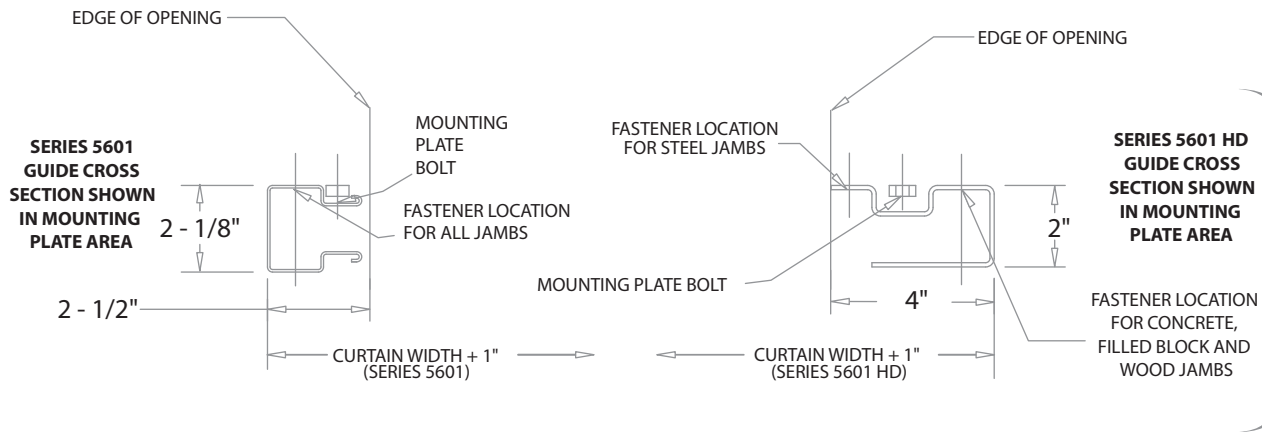 EDGE OF OPENING
SERIES 5601
GUIDE CROSS
SECTION SHOWN
IN MOUNTING
PLATE AREA
MOUNTING
PLATE
BOLT
FASTENER LOCATION
FOR ALL JAMBS
2 - 1/8"
2 - 1/2"
CURTAIN WIDTH + 1"
(SERIES 5601)
EDGE OF OPENING
FASTENER LOCATION
FOR STEEL JAMBS
SERIES 5601 HD
GUIDE CROSS
SECTION SHOWN
IN MOUNTING
PLATE AREA
2"
MOUNTING PLATE BOLT
4"
FASTENER LOCATION
FOR CONCRETE,
FILLED BLOCK AND
WOOD JAMBS
CURTAIN WIDTH + 1"
(SERIES 5601 HD)